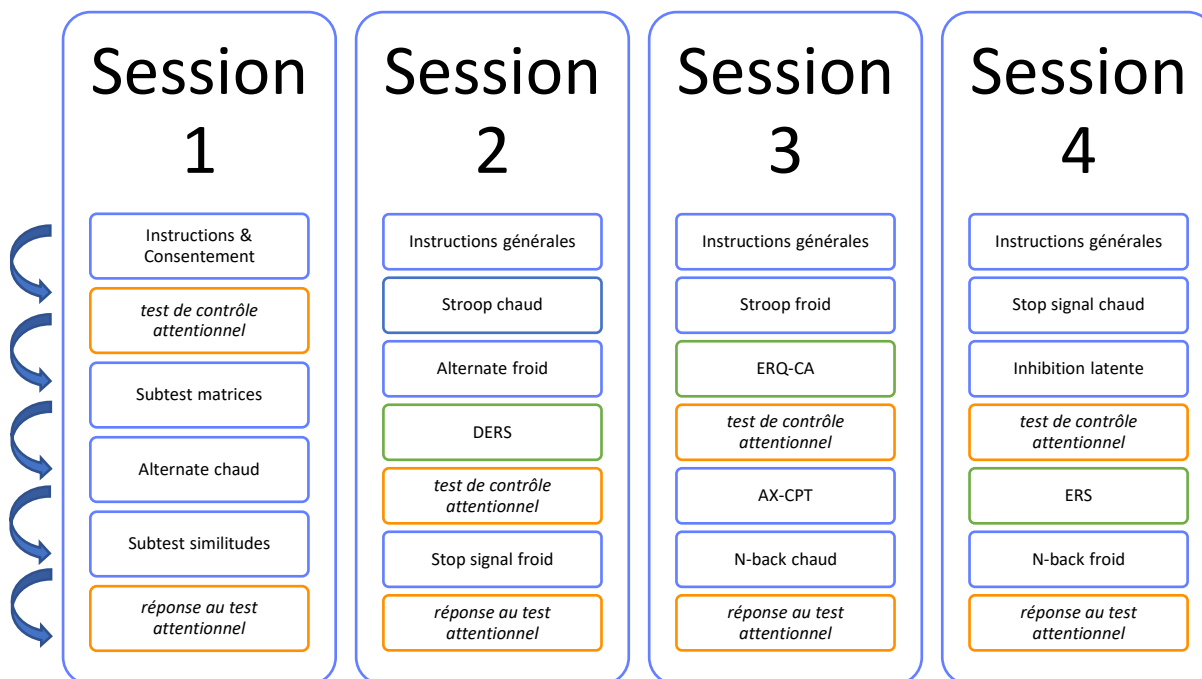 Session
1
Instructions &
Consentement
test de contrôle
attentionnel
Subtest matrices
Alternate chaud
Subtest similitudes
réponse au test
attentionnel
Session
2
Instructions générales
Stroop chaud
Alternate froid
DERS
test de contrôle
attentionnel
Stop signal froid
réponse au test
attentionnel
Session
3
Instructions générales
Stroop froid
ERQ-CA
test de contrôle
attentionnel
AX-CPT
N-back chaud
réponse au test
attentionnel
Session
4
Instructions générales
Stop signal chaud
Inhibition latente
test de contrôle
attentionnel
ERS
N-back froid
réponse au test
attentionnel